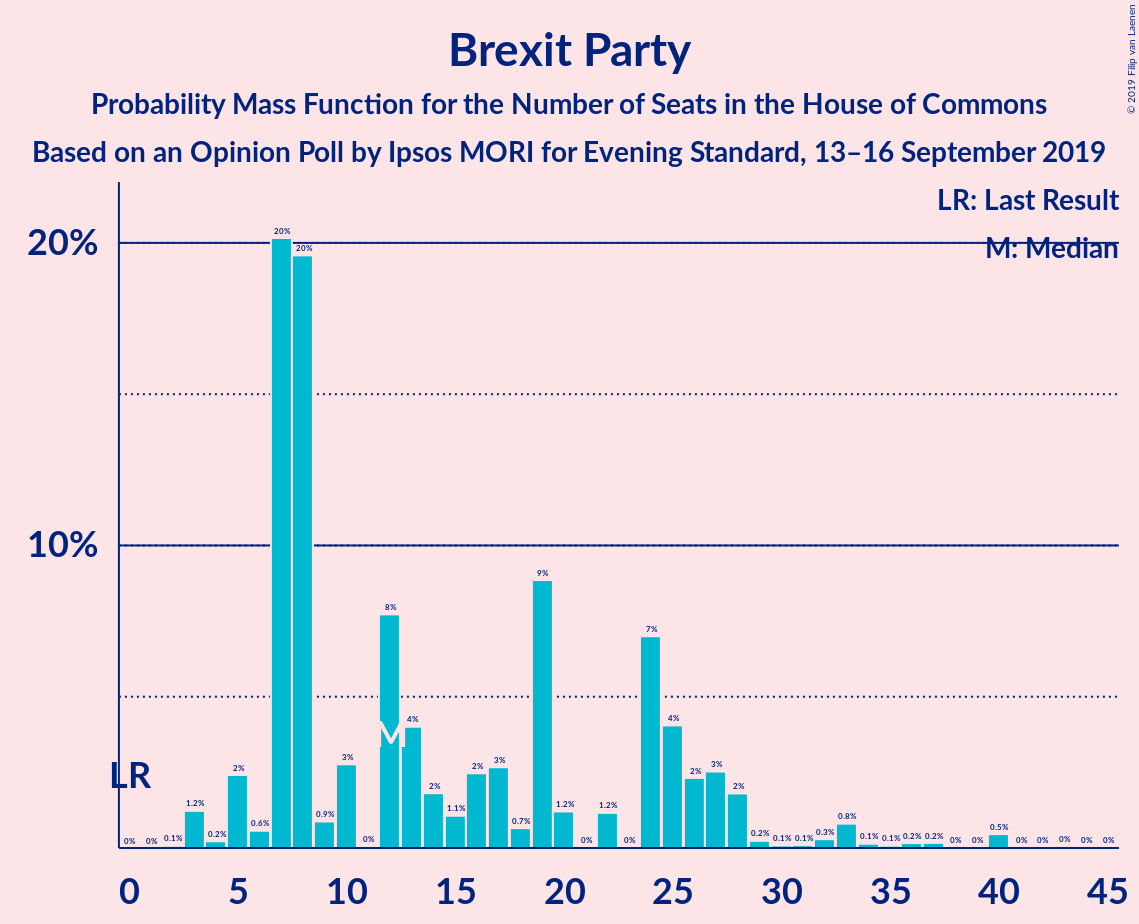 Brexit Party
Probability Mass Function for the Number of Seats in the House of Commons
Based on an Opinion Poll by Ipsos MORI for Evening Standard, 13–16 September 2019
© 2019 Filip van Laenen
LR: Last Result
M: Median
20%
10%
20% 20%
9%
8%
7%
4% 4%
M
LR
0% 0% 0.1% 1.2% 0.2% 2% 0.6% 0.9% 3% 0% 2% 1.1% 2% 3% 0.7% 1.2% 0% 1.2% 0% 2% 3% 2% 0.2% 0.1% 0.1% 0.3% 0.8% 0.1% 0.1% 0.2% 0.2% 0% 0% 0.5% 0% 0% 0% 0% 0%
0 5 10 15 20 25 30 35 40 45